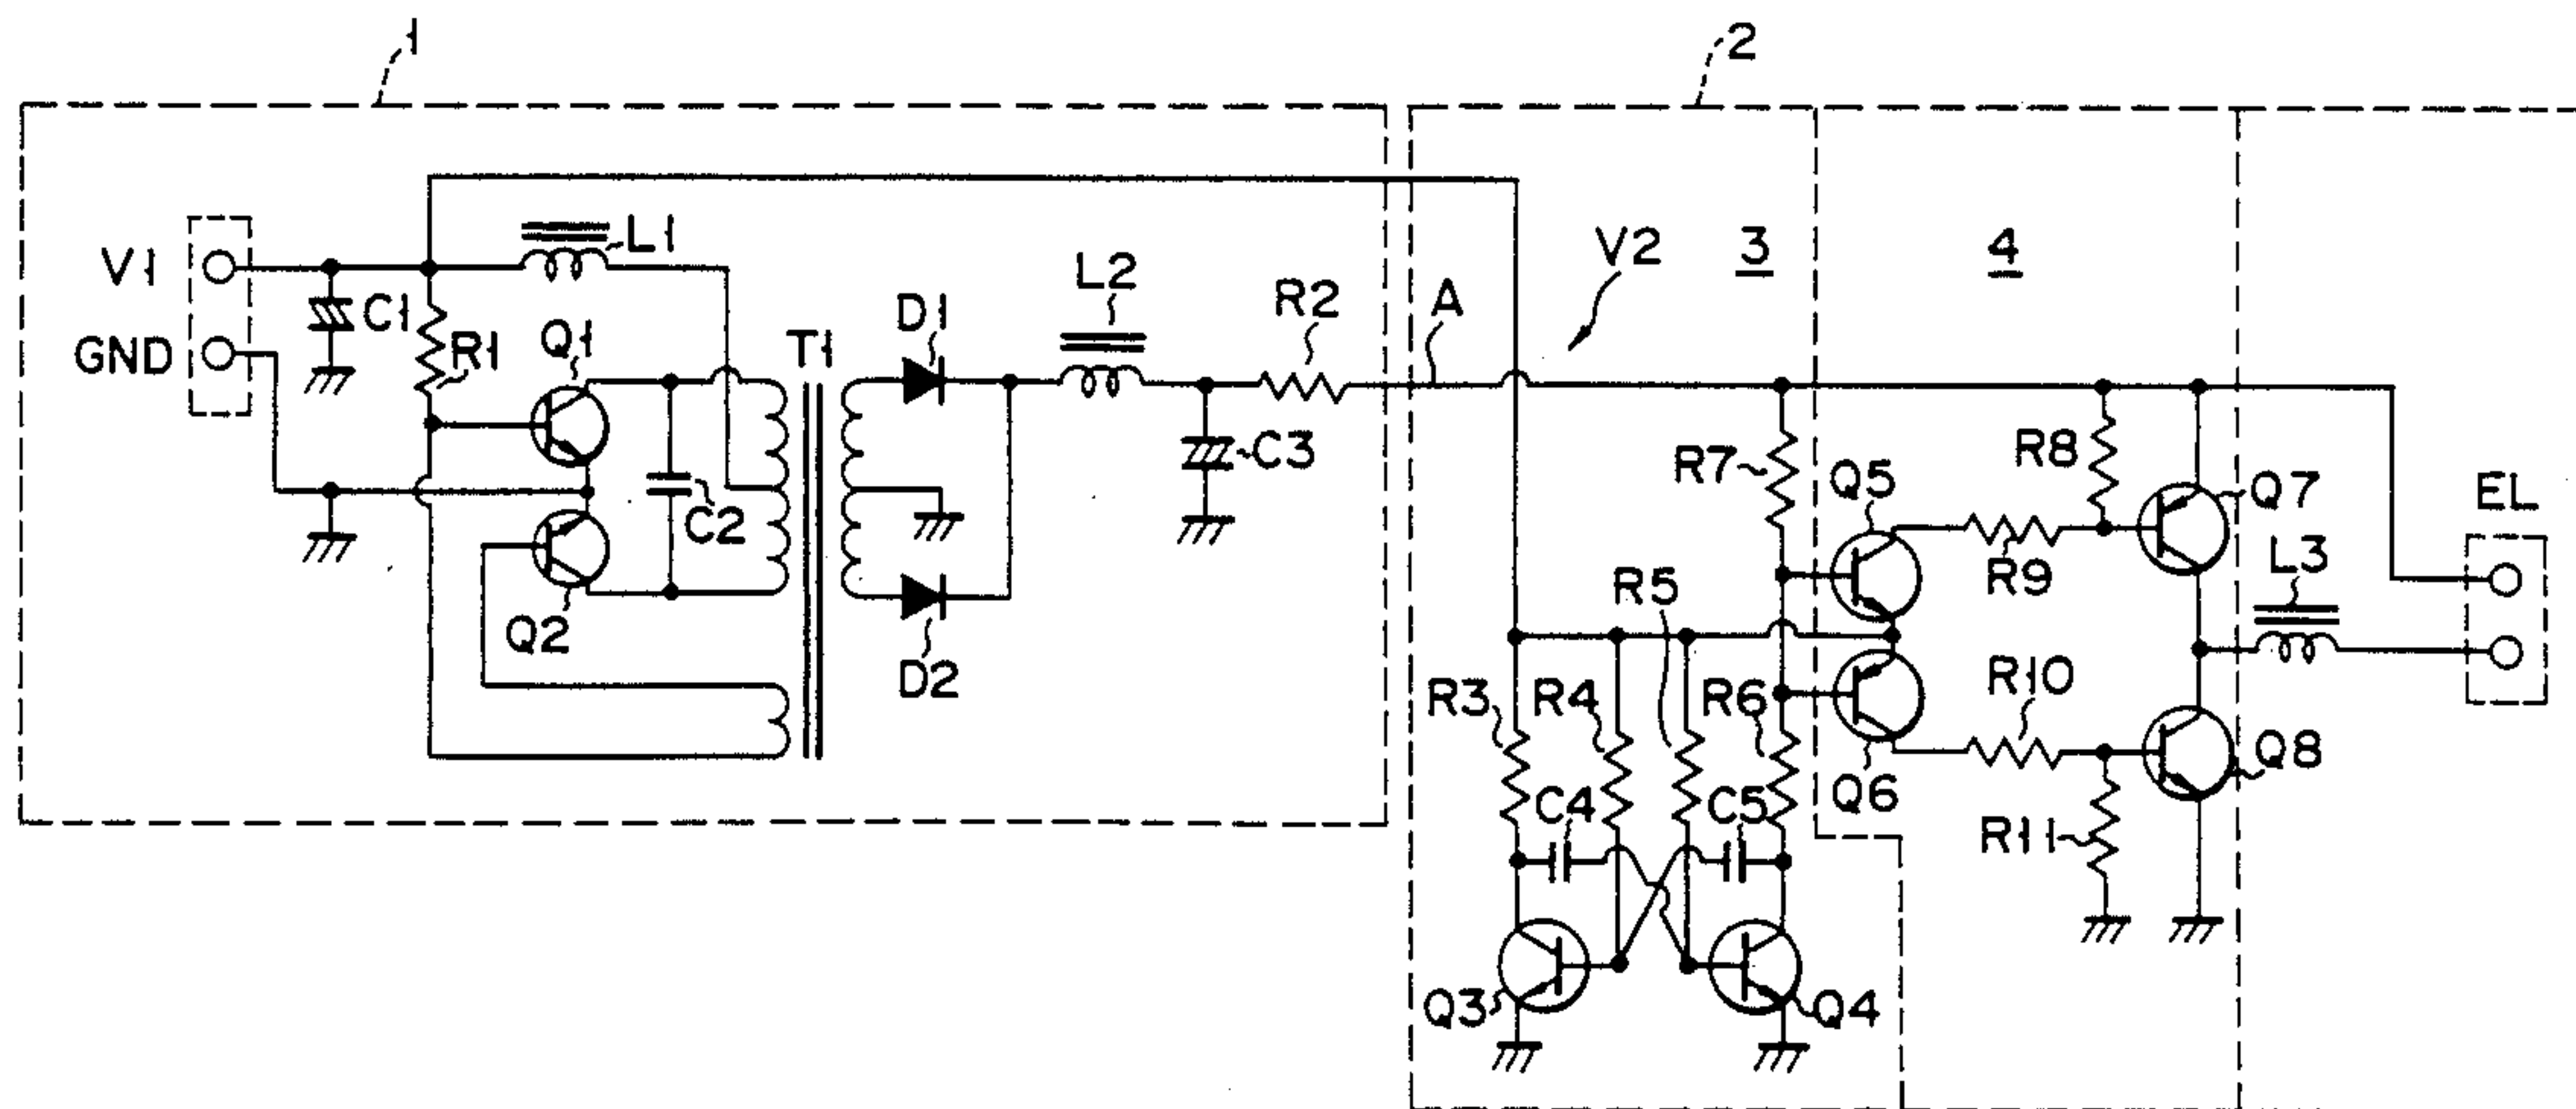 1
2
V1
GND
C1
R1
L1
Q1
Q2
C2
T1
D1
D2
L2
C3
R2
A
V2
3
4
R7
Q5
R8
R9
Q7
L3
EL
R3
R4
R5
R6
C4
C5
Q6
R10
R11
Q8
Q3
Q4